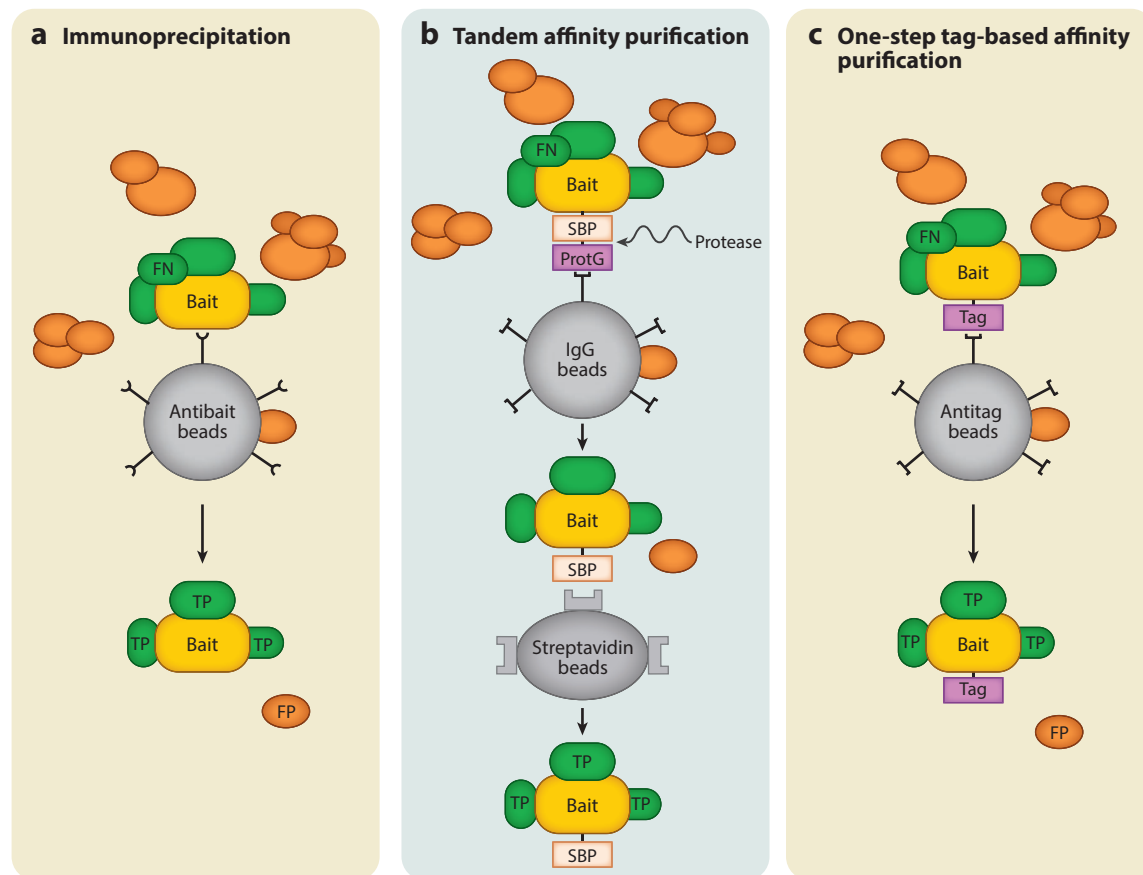 a Immunoprecipitation
FN
Bait
Antibait
beads
TP
TP
Bait
TP
FP
b Tandem affinity purification
FN
Bait
SBP
Protease
ProtG
IgG
beads
Bait
SBP
Streptavidin
beads
TP
TP
Bait
TP
SBP
c One-step tag-based affinity
purification
FN
Bait
Tag
Antitag
beads
TP
TP
Bait
TP
Tag
FP